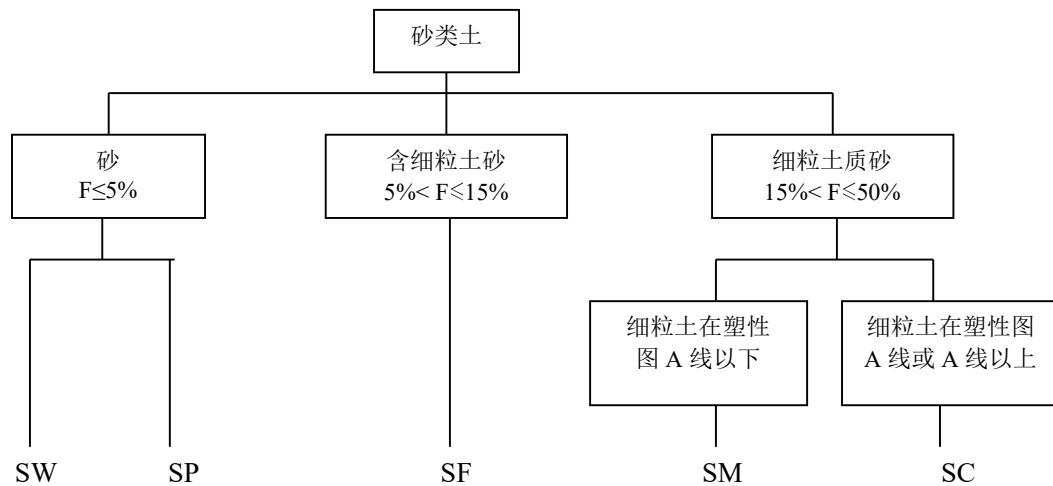 砂类土
砂
F≤5%
含细粒土砂
5%< F≤15%
细粒土质砂
15%< F≤50%
细粒土在塑性
图 A 线以下
细粒土在塑性图
A 线或 A 线以上
SW
SP
SF
SM
SC